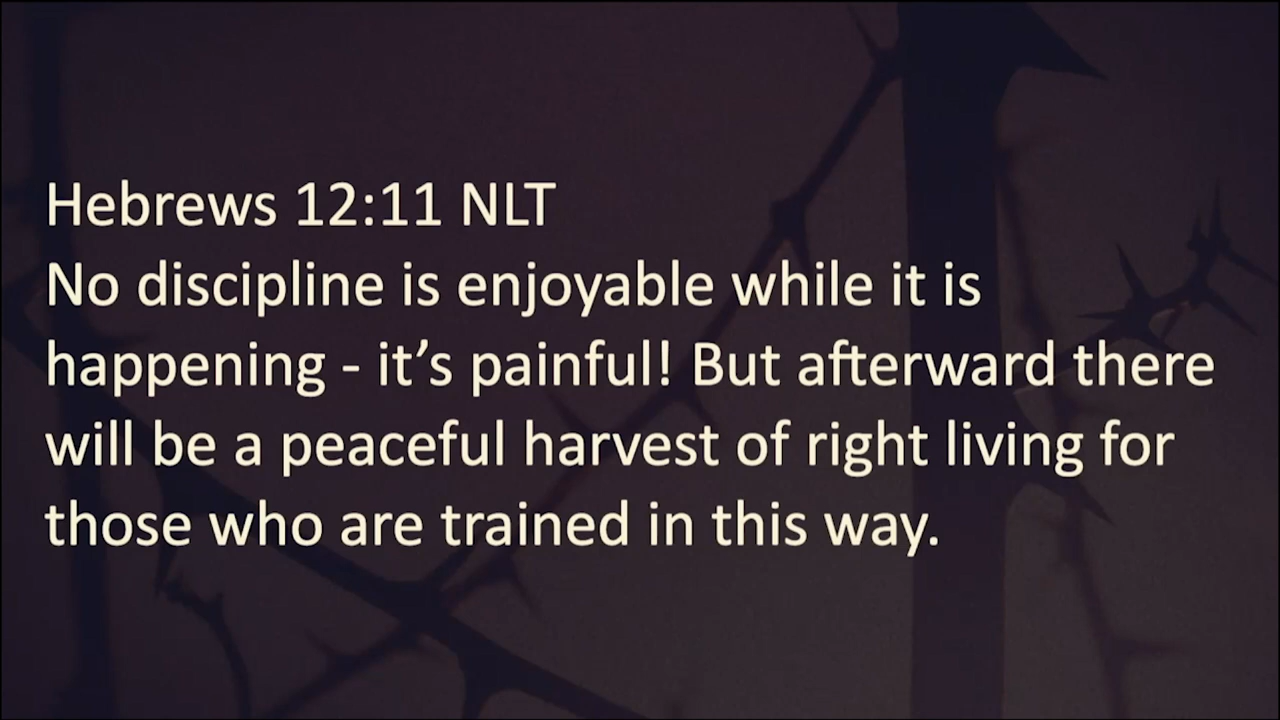 Hebrews 12:11 NLT
No discipline is enjoyable while it is
happening - it’s painful! But afterward there
will be a peaceful harvest of right living for
those who are trained in this way.